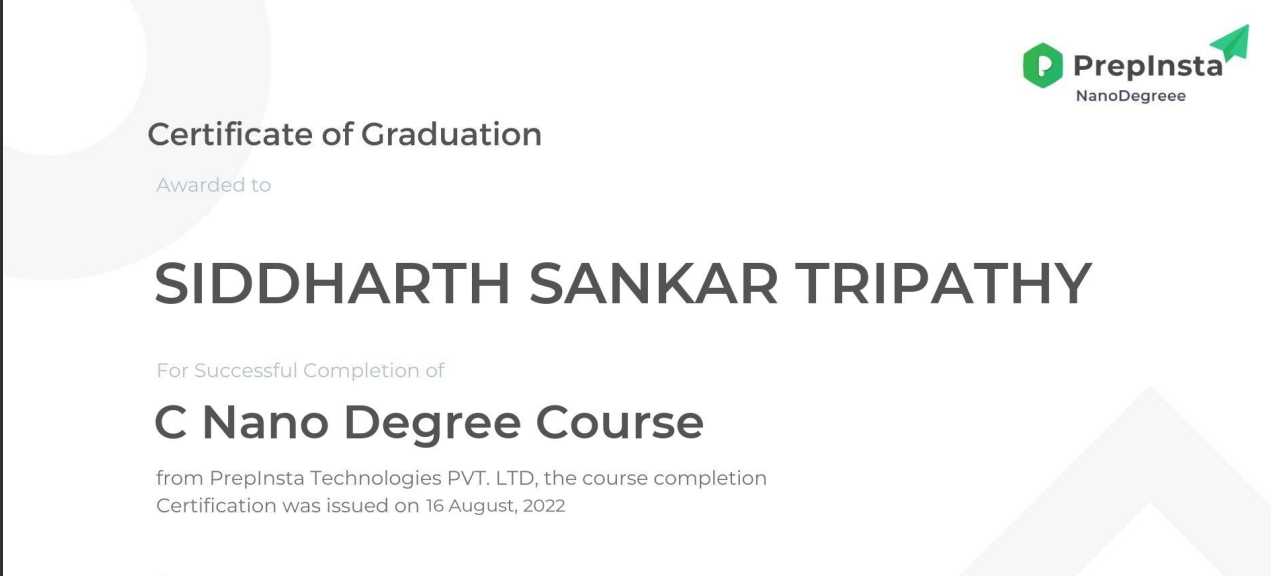 PrepInsta
NanoDegreee
Certificate of Graduation
Awarded to
SIDDHARTH SANKAR TRIPATHY
For Successful Completion of
C Nano Degree Course
from PrepInsta Technologies PVT. LTD, the course completion
Certification was issued on 16 August, 2022